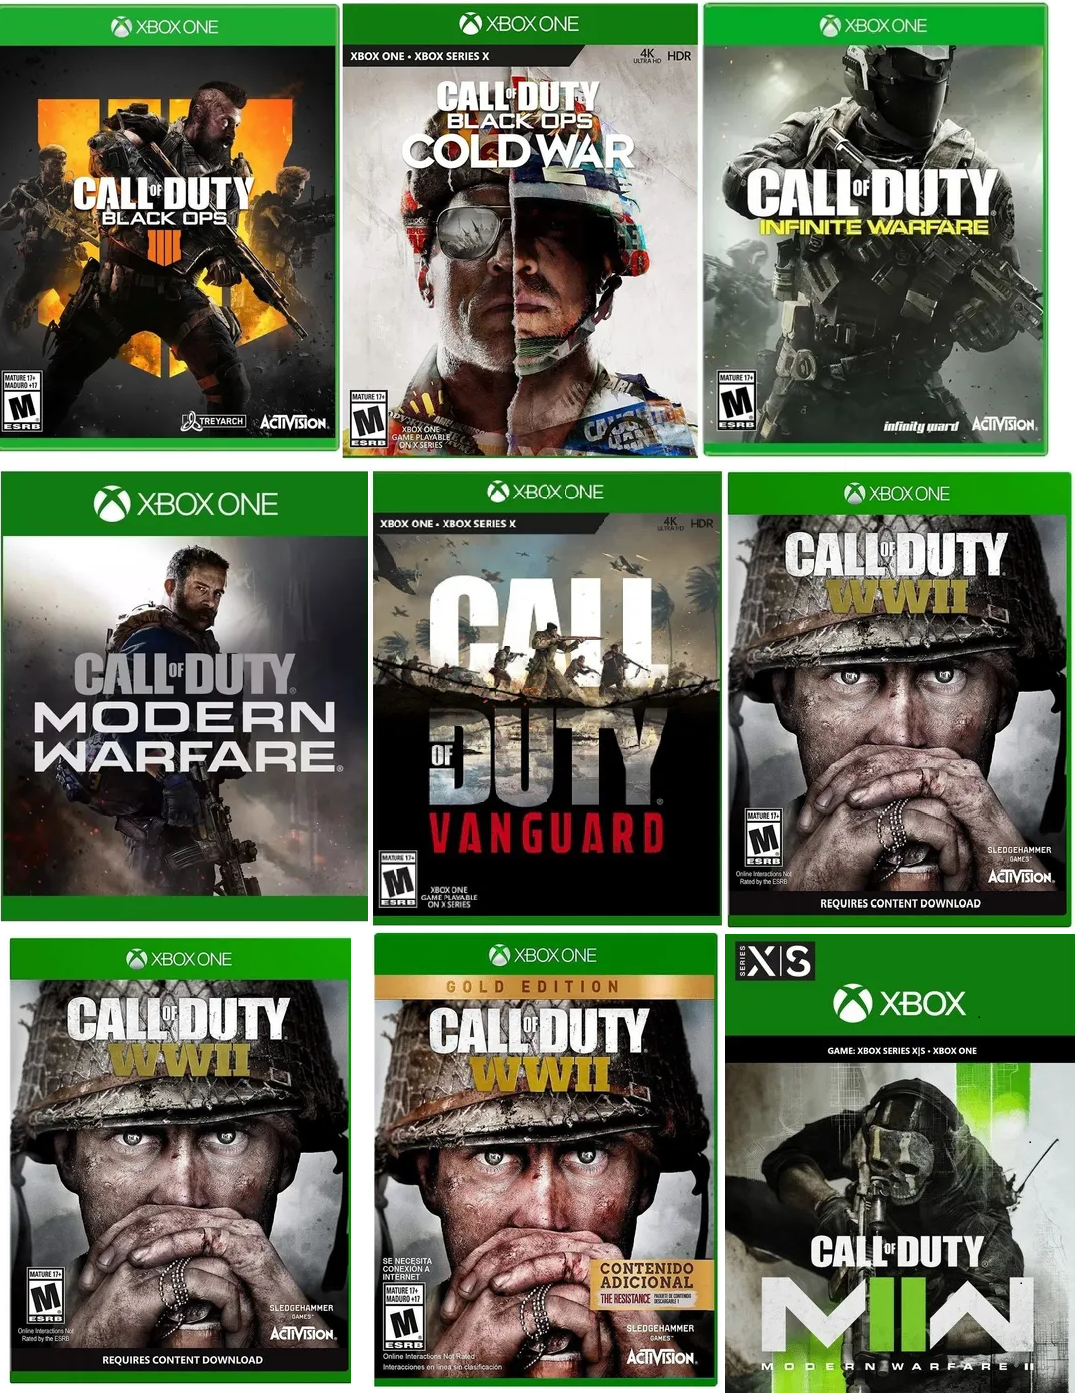 XBOX ONE
CALL OF DUTY
BLACK OPS
IIII
MATURE 17+
MADURO +17
M
ESRB
TREYARCH
ACTIVISION
XBOX ONE
XBOX ONE • XBOX SERIES X
4K
ULTRA HD
HDR
CALL OF DUTY
BLACK OPS
COLD WAR
MATURE 17+
M
ESRB
XBOX ONE
GAME PLAYABLE
ON X SERIES
XBOX ONE
CALL OF DUTY
INFINITE WARFARE
MATURE 17+
M
ESRB
infinity ward
ACTIVISION
XBOX ONE
CALL OF DUTY®
MODERN
WARFARE®
XBOX ONE
XBOX ONE • XBOX SERIES X
4K
ULTRA HD
HDR
CALL
OF DUTY®
VANGUARD
MATURE 17+
M
ESRB
XBOX ONE
GAME PLAYABLE
ON X SERIES
XBOX ONE
CALL OF DUTY
WWII
MATURE 17+
M
ESRB
Online Interactions Not
Rated by the ESRB
SLEDGEHAMMER
GAMES
ACTIVISION
REQUIRES CONTENT DOWNLOAD
XBOX ONE
CALL OF DUTY
WWII
MATURE 17+
M
ESRB
Online Interactions Not
Rated by the ESRB
SLEDGEHAMMER
GAMES
ACTIVISION
REQUIRES CONTENT DOWNLOAD
XBOX ONE
GOLD EDITION
CALL OF DUTY
WWII
SE NECESITA
CONEXIÓN A
INTERNET
MATURE 17+
MADURO +17
M
ESRB
CONTENIDO
ADICIONAL
THE RESISTANCE
PAQUETE DE CONTENIDO
DESCARGABLE 1
SLEDGEHAMMER
GAMES
ACTIVISION
Online Interactions Not Rated
Interacciones en línea sin clasificación
SERIES X|S
XBOX
GAME: XBOX SERIES X|S • XBOX ONE
CALL OF DUTY
MWII
MODERN WARFARE II